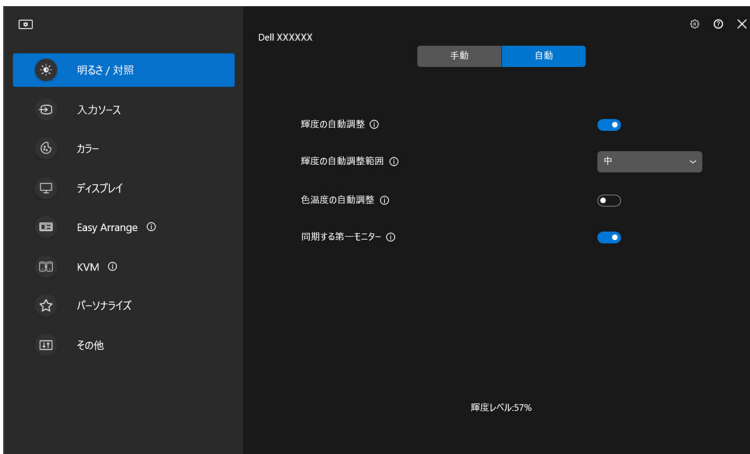 Dell XXXXXX
手動
自動
明るさ / 対照
入力ソース
カラー
ディスプレイ
Easy Arrange
KVM
パーソナライズ
その他
輝度の自動調整
輝度の自動調整範囲
中
色温度の自動調整
同期する第一モニター
輝度レベル:57%